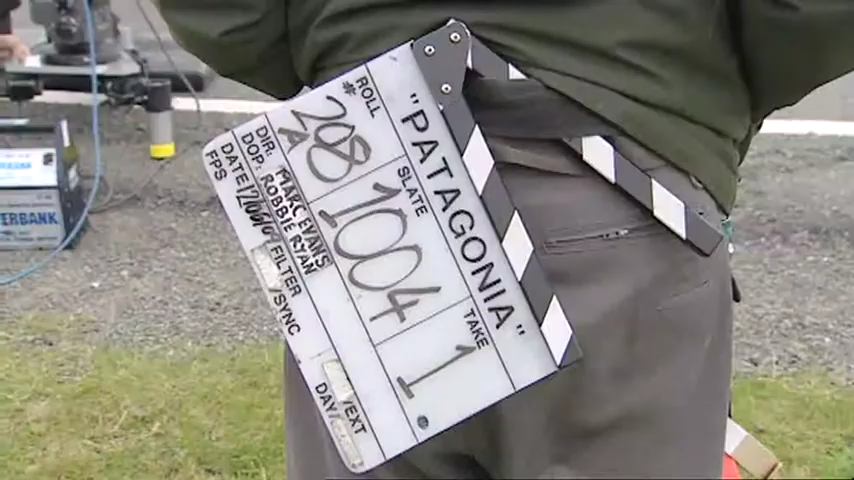 "PATAGONIA"
ROLL # A 208
SLATE 1004
TAKE 1
DIR: MARC EVANS
DOP: ROBBIE RYAN
DATE
FPS
FILTER
/SYNC
DAY/
/EXT
ERBANK